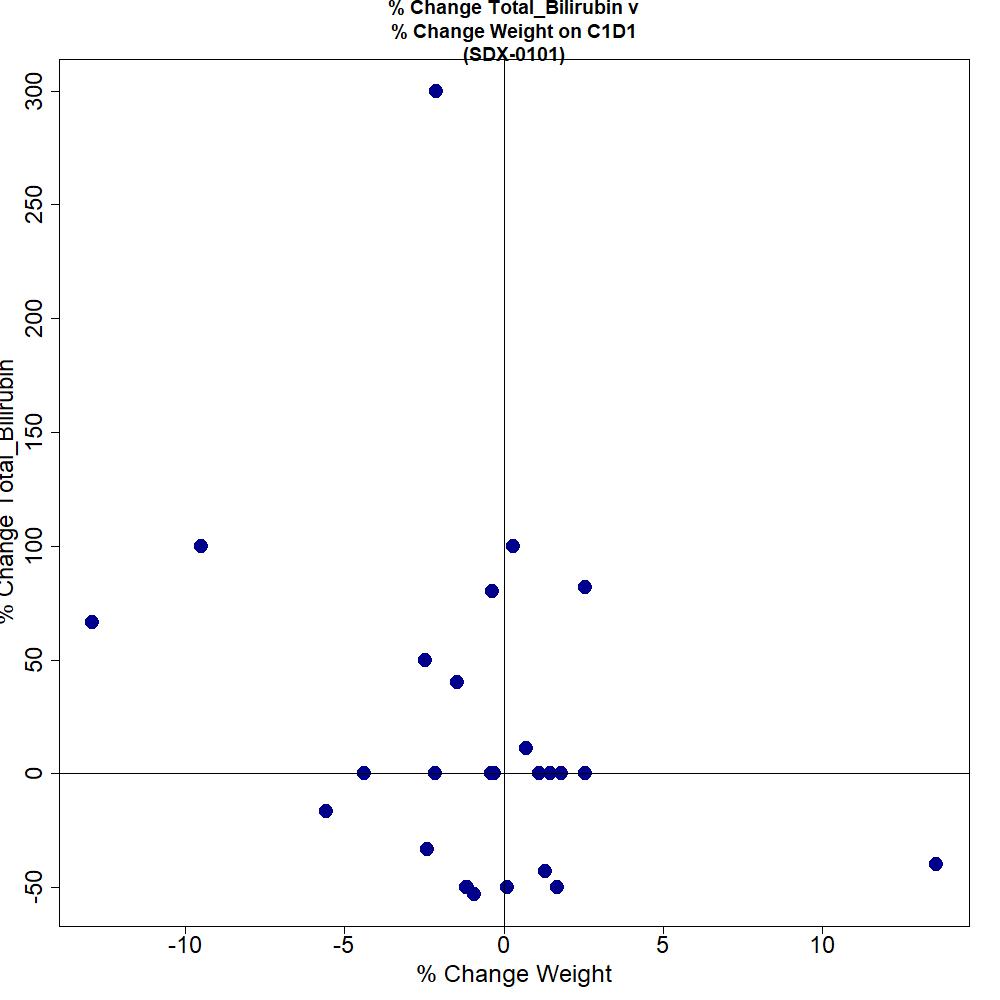 % Change Total_Bilirubin v
% Change Weight on C1D1
(SDX-0101)
% Change Total_Bilirubin
300
250
200
150
100
50
0
-50
-10
-5
0
5
10
% Change Weight